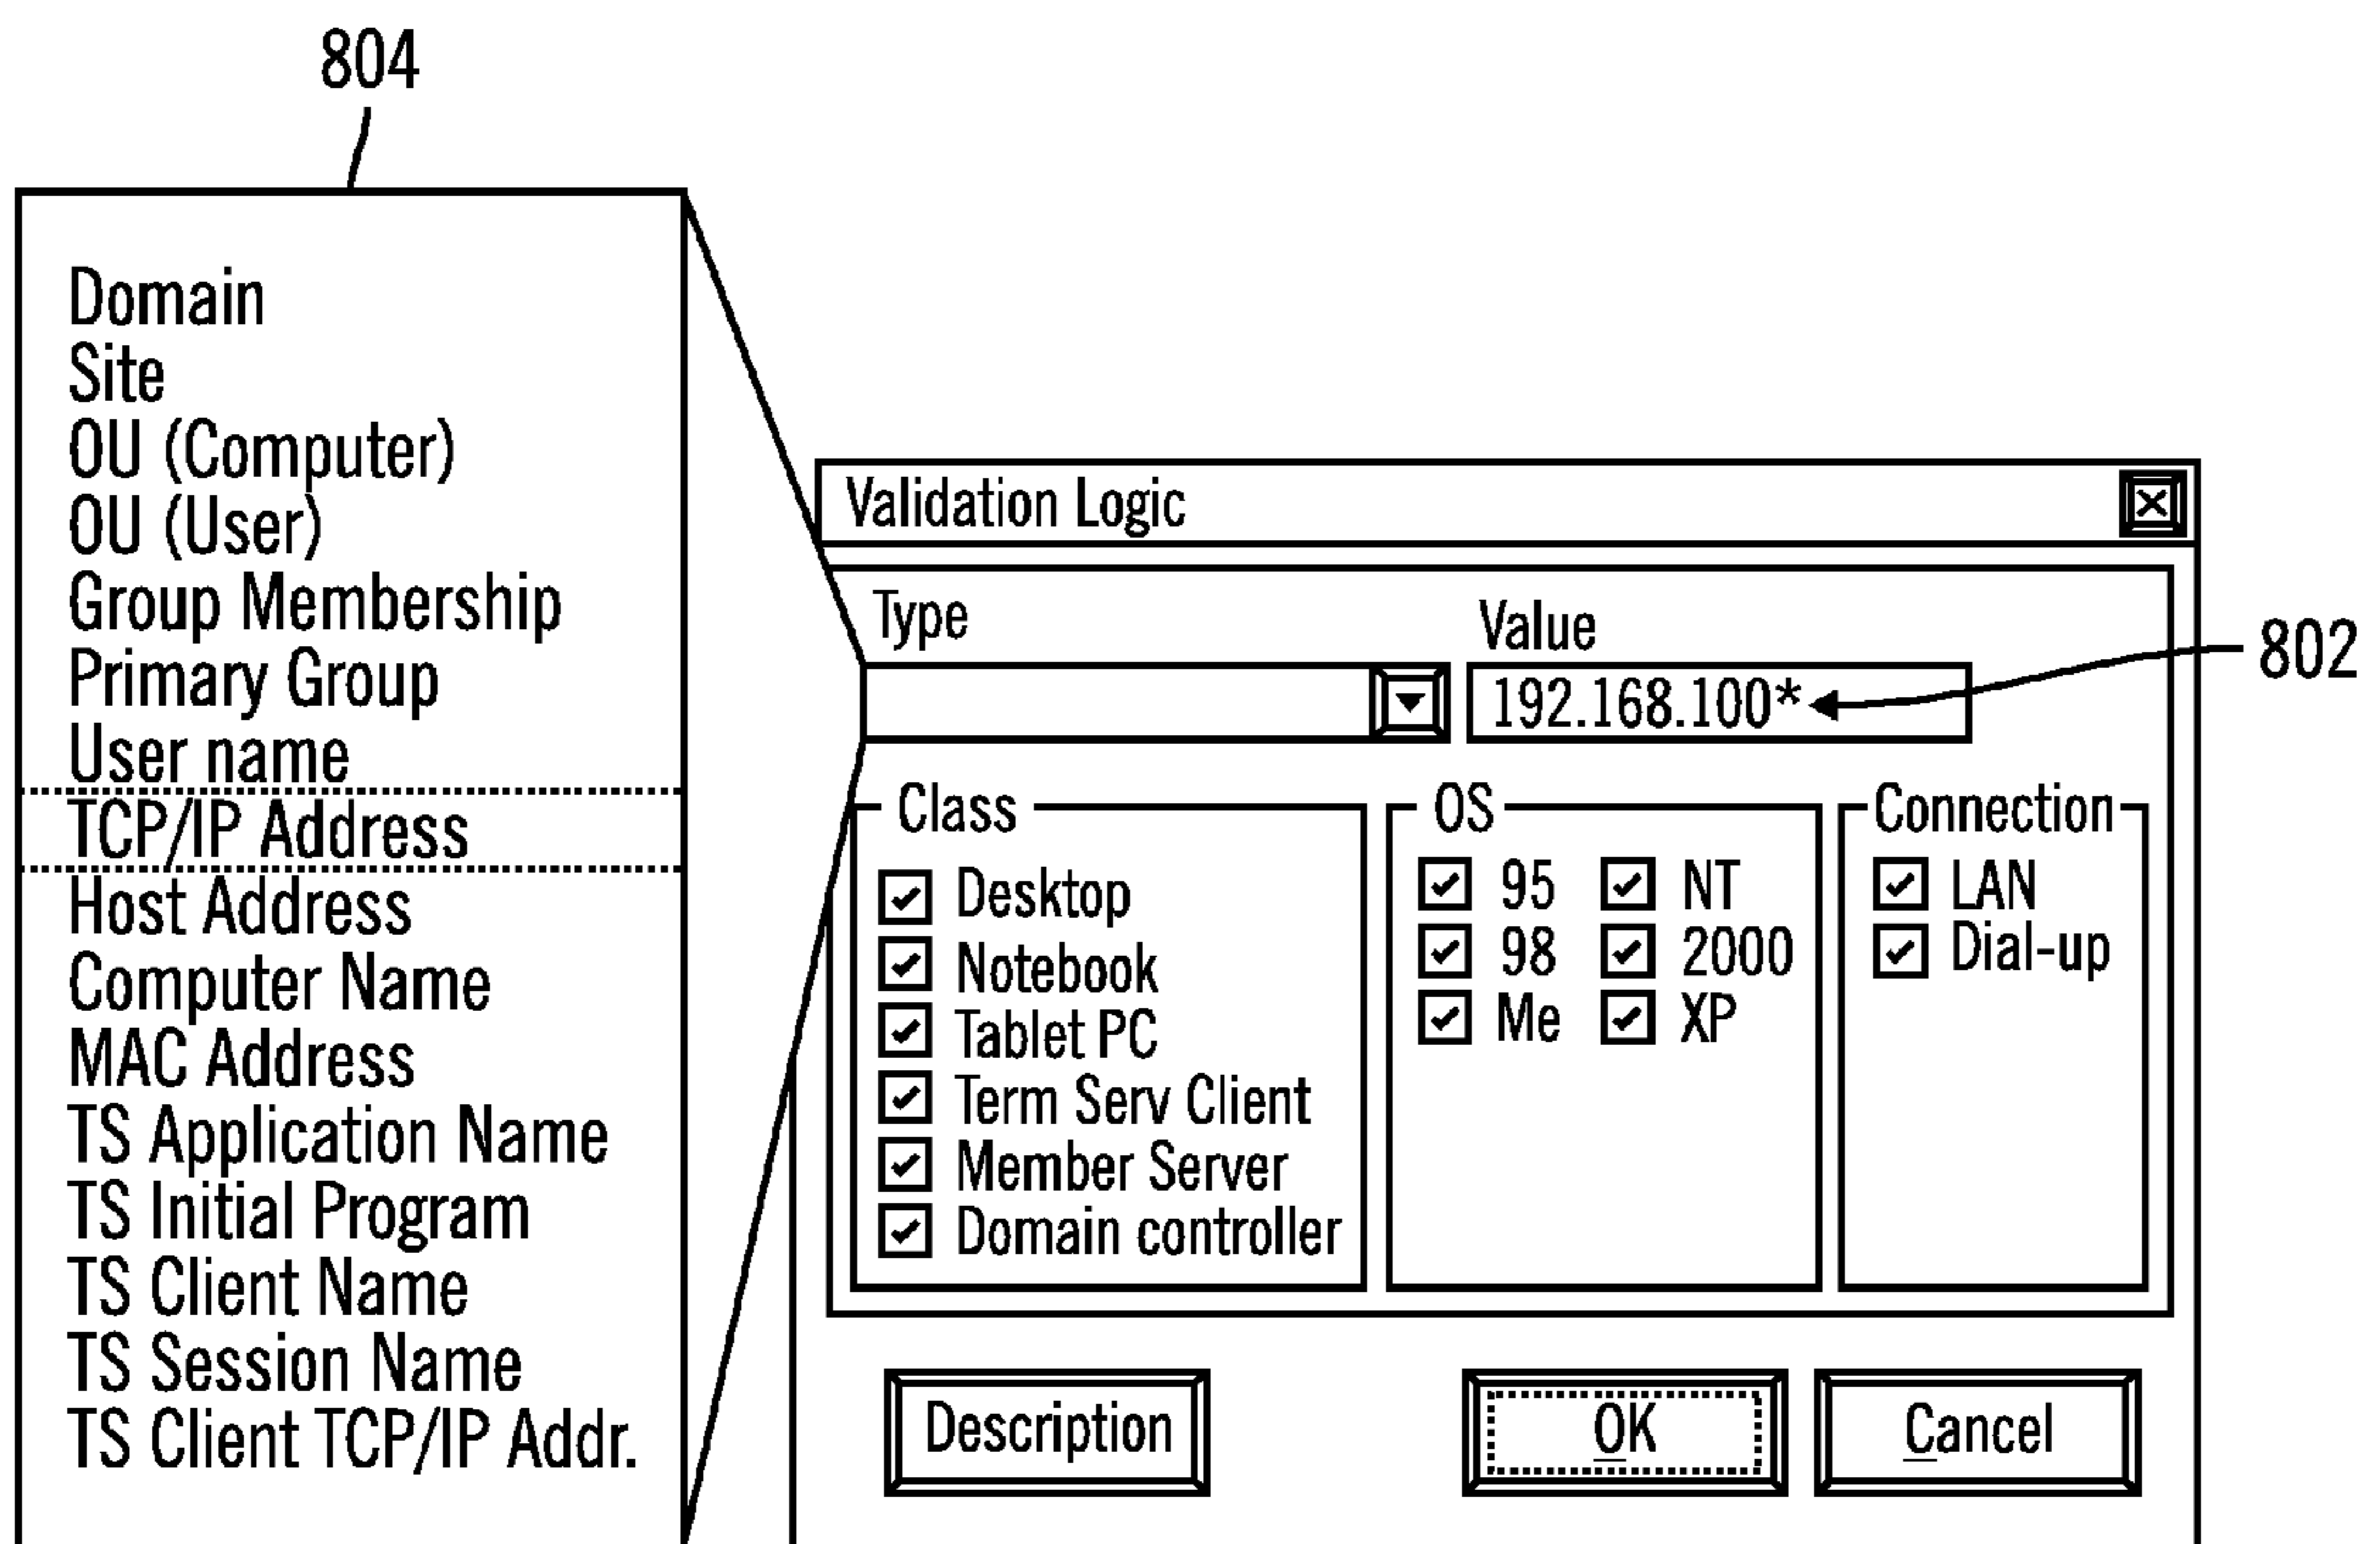 804
Domain
Site
OU (Computer)
OU (User)
Group Membership
Primary Group
User name
TCP/IP Address
Host Address
Computer Name
MAC Address
TS Application Name
TS Initial Program
TS Client Name
TS Session Name
TS Client TCP/IP Addr.
Validation Logic
Type
Value
192.168.100*
802
Class
Desktop
Notebook
Tablet PC
Term Serv Client
Member Server
Domain controller
OS
95 NT
98 2000
Me XP
Connection
LAN
Dial-up
Description
OK
Cancel